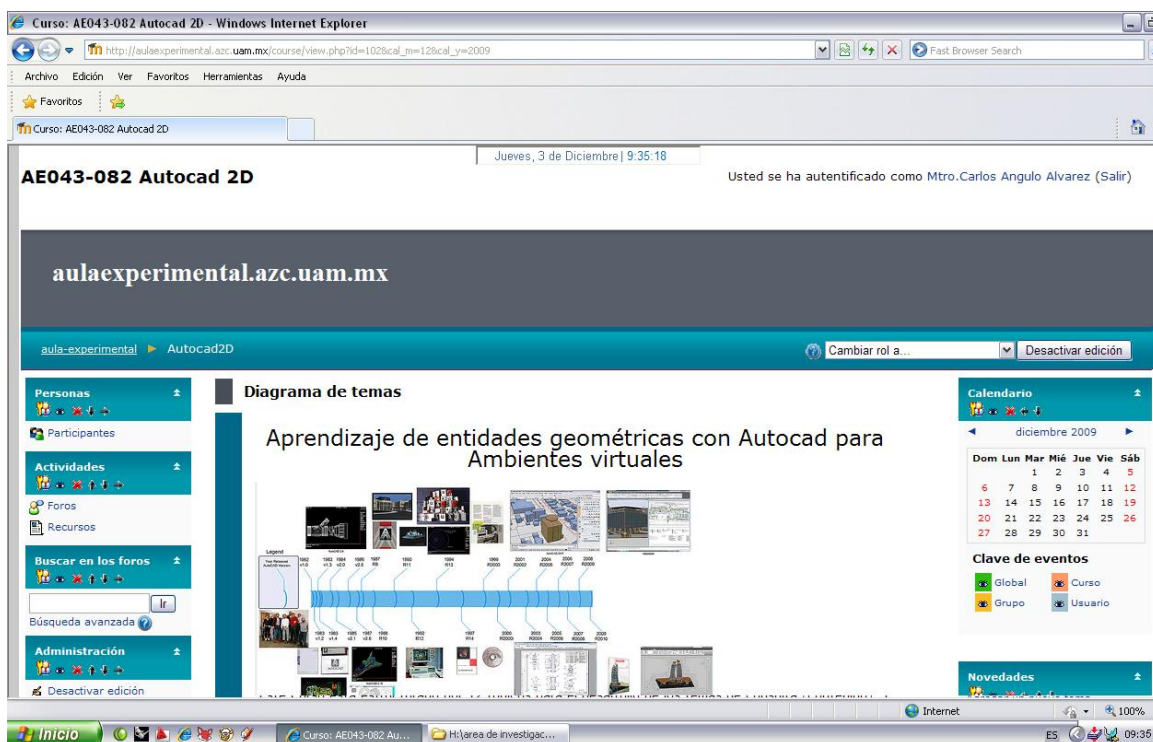 Curso: AE043-082 Autocad 2D - Windows Internet Explorer
http://aulaexperimental.azc.uam.mx/course/view.php?id=102&cal_m=12&cal_y=2009
Fast Browser Search
Archivo Edición Ver Favoritos Herramientas Ayuda
Favoritos
Curso: AE043-082 Autocad 2D
Jueves, 3 de Diciembre| 9:35:18
AE043-082 Autocad 2D
Usted se ha autentificado como Mtro.Carlos Angulo Alvarez (Salir)
aulaexperimental.azc.uam.mx
aula-experimental ► Autocad2D
Cambiar rol a...
Desactivar edición
Personas
Participantes
Actividades
Foros
Recursos
Buscar en los foros
Ir
Búsqueda avanzada
Administración
Desactivar edición
Diagrama de temas
Aprendizaje de entidades geométricas con Autocad para
Ambientes virtuales
Legend
Calendario
diciembre 2009
Dom Lun Mar Mié Jue Vie Sáb
1 2 3 4 5
6 7 8 9 10 11 12
13 14 15 16 17 18 19
20 21 22 23 24 25 26
27 28 29 30 31
Clave de eventos
Global Curso
Grupo Usuario
Novedades
Internet
100%
Inicio
Curso: AE043-082 Au...
H:\area de investigac...
ES
09:35